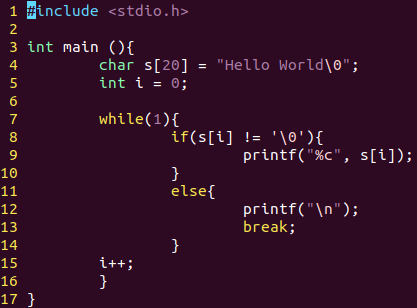 1 #include <stdio.h>
2
3 int main (){
4         char s[20] = "Hello World\0";
5         int i = 0;
6
7         while(1){
8                 if(s[i] != '\0'){
9                         printf("%c", s[i]);
10                 }
11                 else{
12                         printf("\n");
13                         break;
14                 }
15         i++;
16         }
17 }